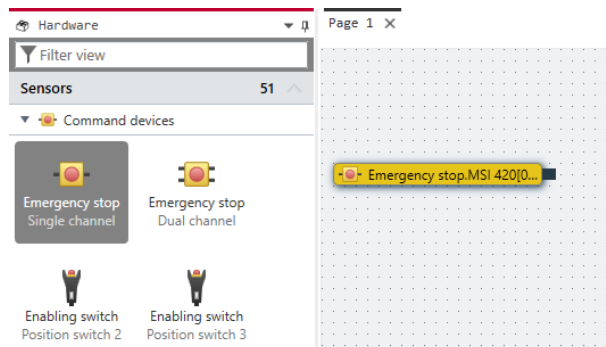 Hardware
Filter view
Sensors 51
Command devices
Emergency stop
Single channel
Emergency stop
Dual channel
Enabling switch
Position switch 2
Enabling switch
Position switch 3
Page 1
Emergency stop.MSI 420[0...